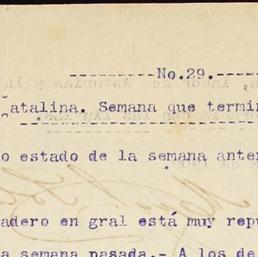 --------No.29.-----
atalina. Semana que termin
o estado de la semana anter
adero en gral está muy repu
a semana pasada.- A los de